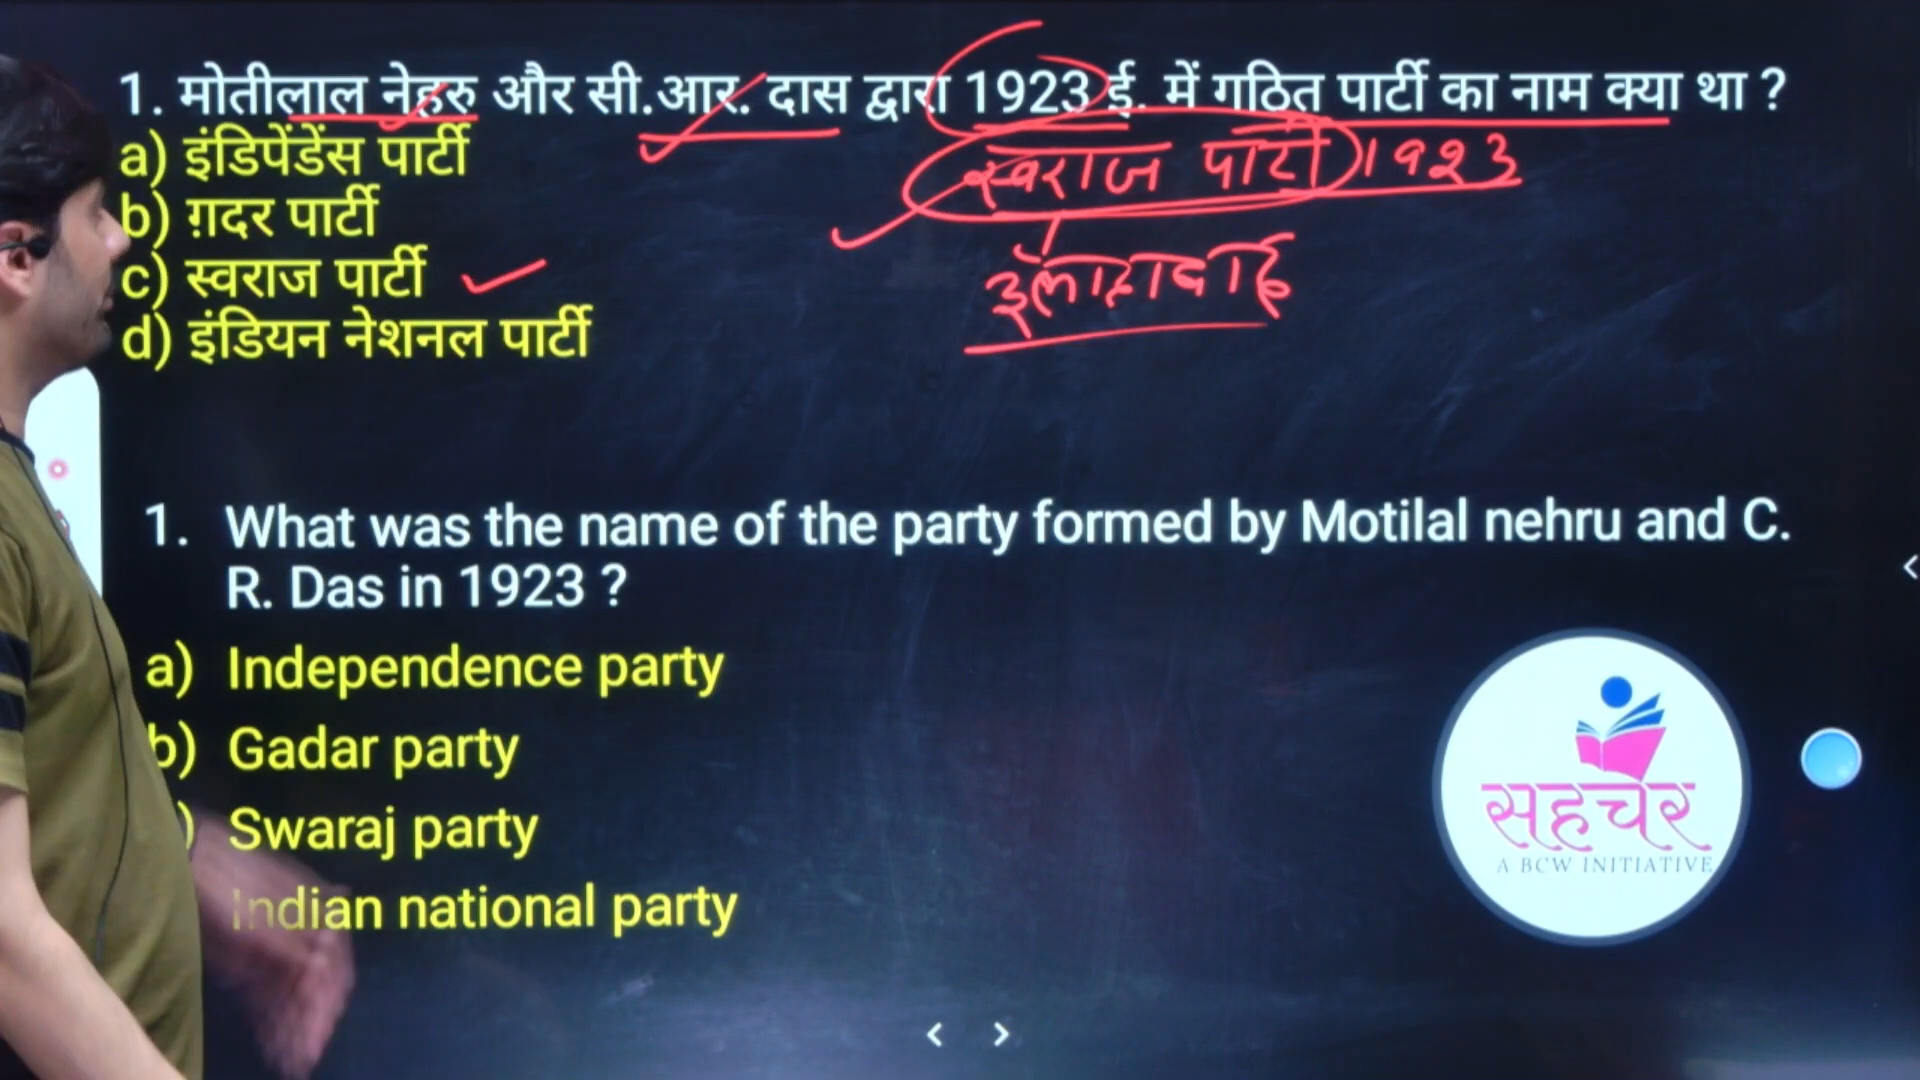 1. मोतीलाल नेहरु और सी.आर. दास द्वारा 1923 ई. में गठित पार्टी का नाम क्या था ?
a) इंडिपेंडेंस पार्टी
स्वराज पार्टी 1923
b) ग़दर पार्टी
c) स्वराज पार्टी
इलाहाबाद
d) इंडियन नेशनल पार्टी
1. What was the name of the party formed by Motilal nehru and C.
R. Das in 1923 ?
a) Independence party
b) Gadar party
) Swaraj party
Indian national party
सहचर
A BCW INITIATIVE